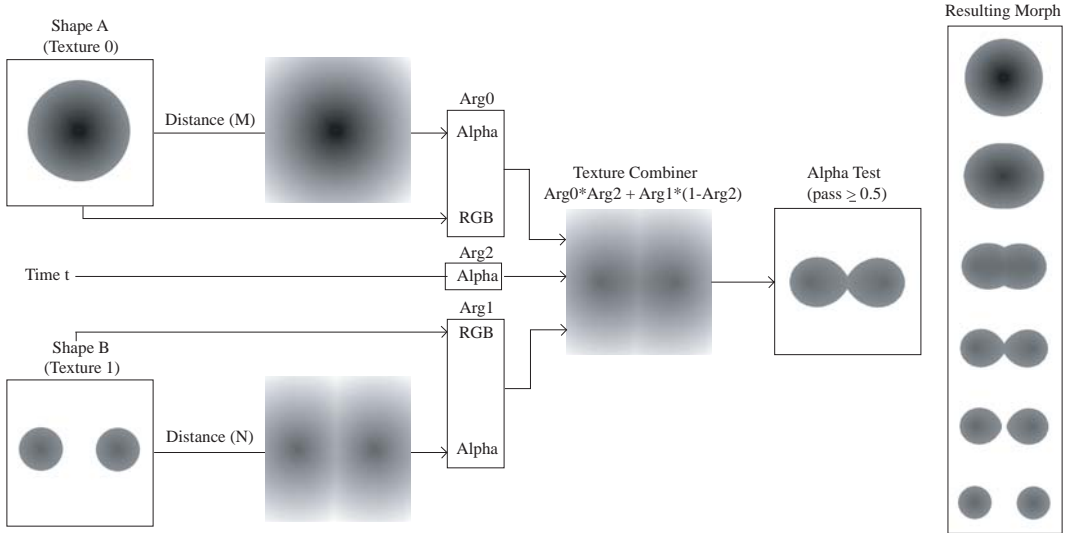 Shape A
(Texture 0)
Distance (M)
Arg0
Alpha
RGB
Time t
Arg2
Alpha
Arg1
RGB
Alpha
Shape B
(Texture 1)
Distance (N)
Texture Combiner
Arg0*Arg2 + Arg1*(1-Arg2)
Alpha Test
(pass ≥ 0.5)
Resulting Morph